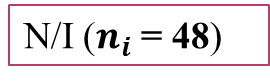 N/I (nᵢ = 48)